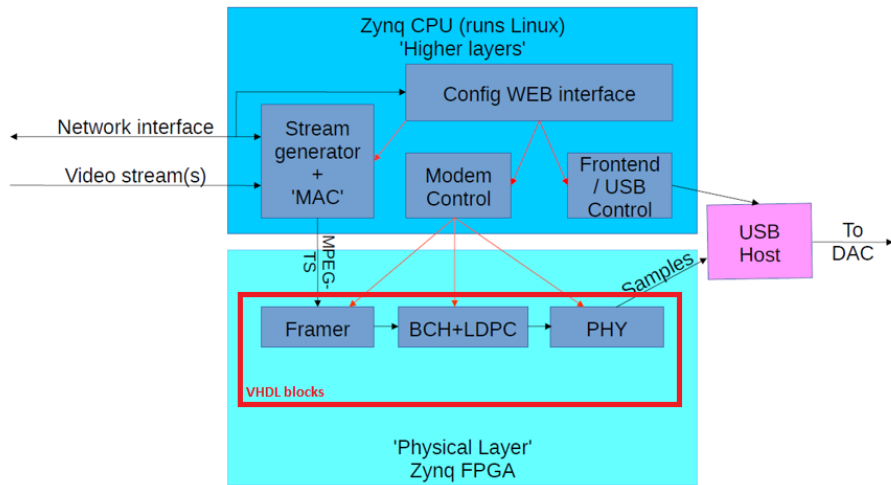 Zynq CPU (runs Linux)
'Higher layers'
Config WEB interface
Network interface
Stream
generator
+
'MAC'
Video stream(s)
Modem
Control
Frontend
/ USB
Control
USB
Host
To
DAC
MPEG-
TS
Samples
Framer
BCH+LDPC
PHY
VHDL blocks
'Physical Layer'
Zynq FPGA